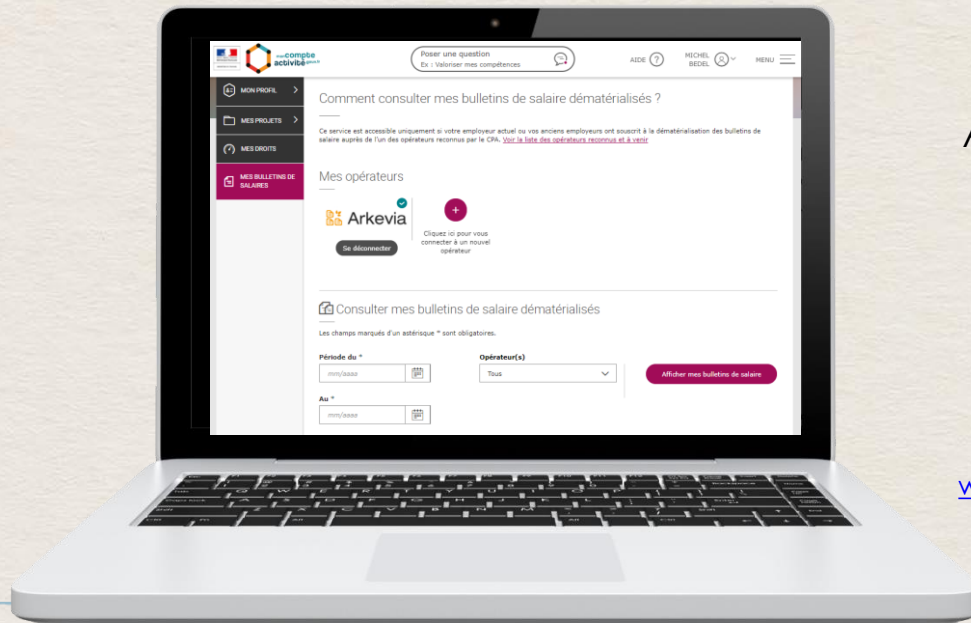 mon compte
activité.gouv.fr
Poser une question
Ex : Valoriser mes compétences
AIDE ?
MICHEL
BEDEL
MENU
MON PROFIL
MES PROJETS
MES DROITS
MES BULLETINS DE
SALAIRES
Comment consulter mes bulletins de salaire dématérialisés ?
Ce service est accessible uniquement si votre employeur actuel ou vos anciens employeurs ont souscrit à la dématérialisation des bulletins de
salaire auprès de l'un des opérateurs reconnus par le CPA. Voir la liste des opérateurs reconnus et à venir
Mes opérateurs
Arkevia
Se déconnecter
+
Cliquez ici pour vous
connecter à un nouvel
opérateur
Consulter mes bulletins de salaire dématérialisés
Les champs marqués d'un astérisque * sont obligatoires.
Période du *
mm/aaaa
Opérateur(s)
Tous
Afficher mes bulletins de salaire
Au *
mm/aaaa
A
w